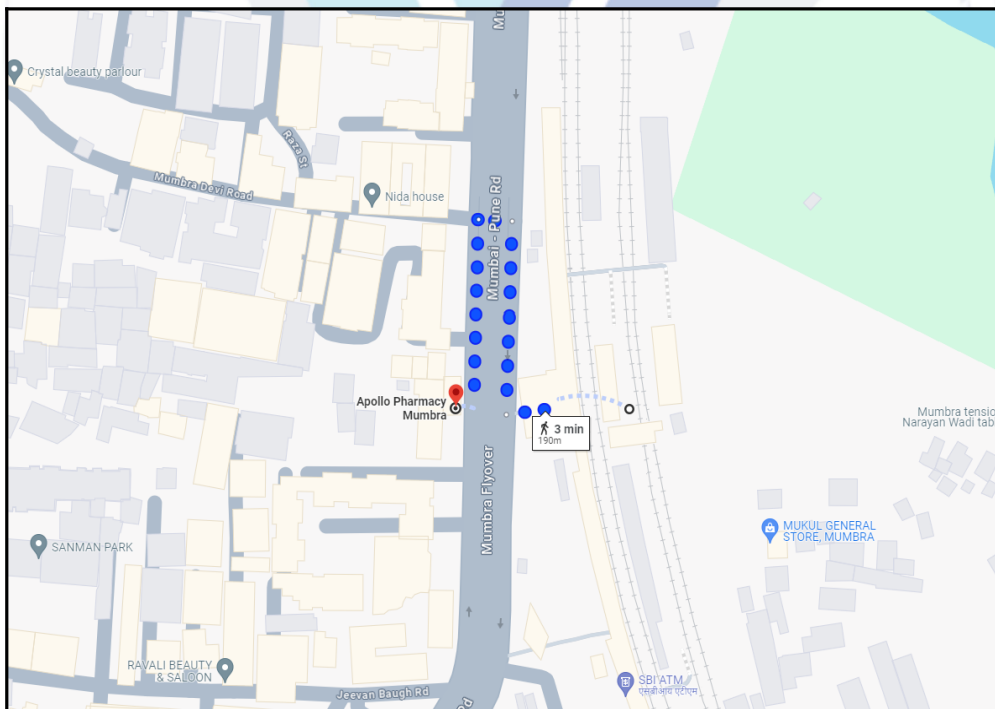 Mu
Crystal beauty parlour
Raza St
Mumbra Devi Road
Nida house
Mumbai - Pune Rd
Apollo Pharmacy
Mumbra
3 min
190m
Mumbra tensio
Narayan Wadi tab
Mumbra Flyover
SANMAN PARK
MUKUL GENERAL
STORE, MUMBRA
RAVALI BEAUTY
& SALOON
Jeevan Baugh Rd
Rd
SBI ATM
एसबीआय एटीएम